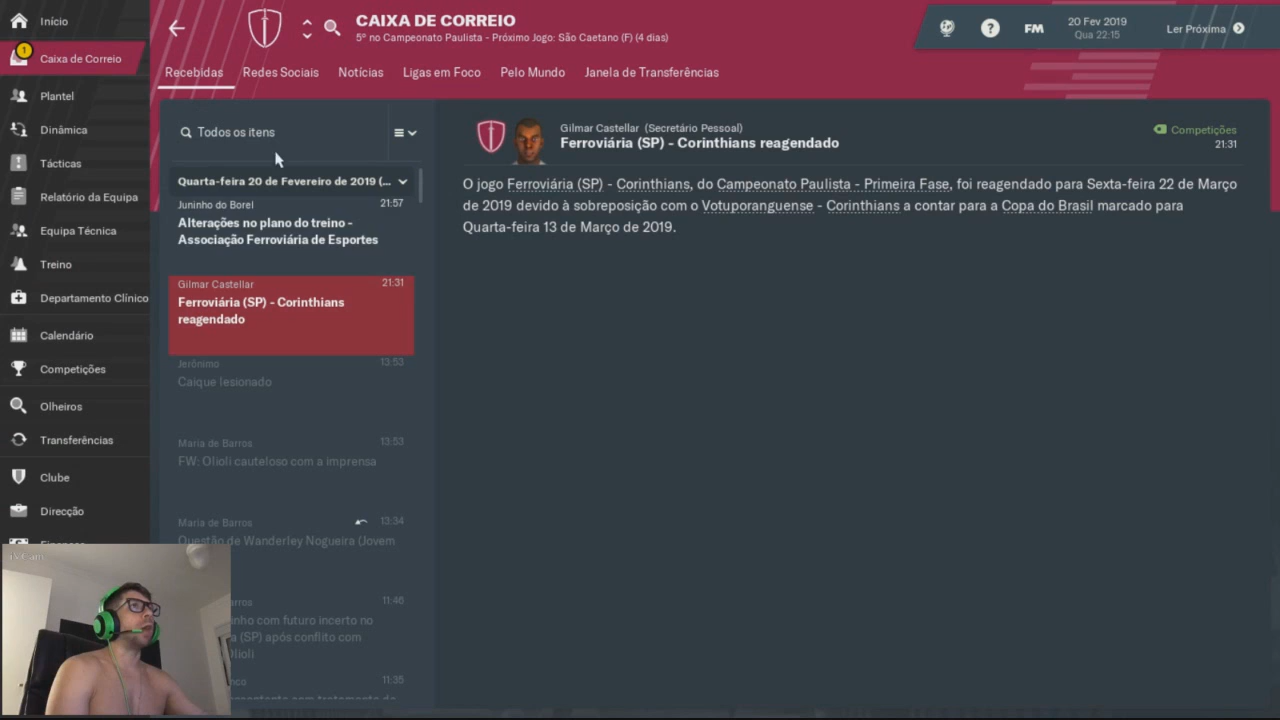 Início
1
Caixa de Correio
Plantel
Dinâmica
Tácticas
Relatório da Equipa
Equipa Técnica
Treino
Departamento Clínico
Calendário
Competições
Olheiros
Transferências
Clube
Direcção
CAIXA DE CORREIO
5º no Campeonato Paulista - Próximo Jogo: São Caetano (F) (4 dias)
?
FM
20 Fev 2019
Qua 22:15
Ler Próxima
Recebidas
Redes Sociais
Notícias
Ligas em Foco
Pelo Mundo
Janela de Transferências
Todos os itens
Quarta-feira 20 de Fevereiro de 2019 (...
Juninho do Borel 21:57
Alterações no plano do treino -
Associação Ferroviária de Esportes
Gilmar Castellar 21:31
Ferroviária (SP) - Corinthians
reagendado
Jerônimo 13:53
Caique lesionado
Maria de Barros 13:53
FW: Olioli cauteloso com a imprensa
Maria de Barros 13:34
Questão de Wanderley Nogueira (Jovem
11:46
com futuro incerto no
(SP) após conflito com
11:35
Gilmar Castellar (Secretário Pessoal)
Ferroviária (SP) - Corinthians reagendado
Competições
21:31
O jogo Ferroviária (SP) - Corinthians, do Campeonato Paulista - Primeira Fase, foi reagendado para Sexta-feira 22 de Março
de 2019 devido à sobreposição com o Votuporanguense - Corinthians a contar para a Copa do Brasil marcado para
Quarta-feira 13 de Março de 2019.